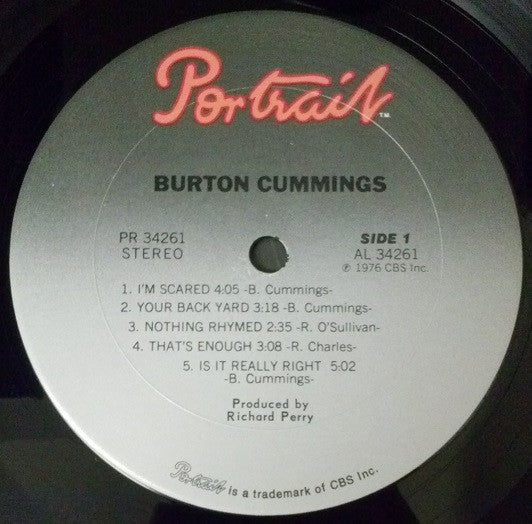 Portrait™
BURTON CUMMINGS
PR 34261
STEREO
SIDE 1
AL 34261
℗ 1976 CBS Inc.
1. I'M SCARED 4:05 -B. Cummings-
2. YOUR BACK YARD 3:18 -B. Cummings-
3. NOTHING RHYMED 2:35 -R. O'Sullivan-
4. THAT'S ENOUGH 3:08 -R. Charles-
5. IS IT REALLY RIGHT 5:02
-B. Cummings-
Produced by
Richard Perry
Portrait is a trademark of CBS Inc.